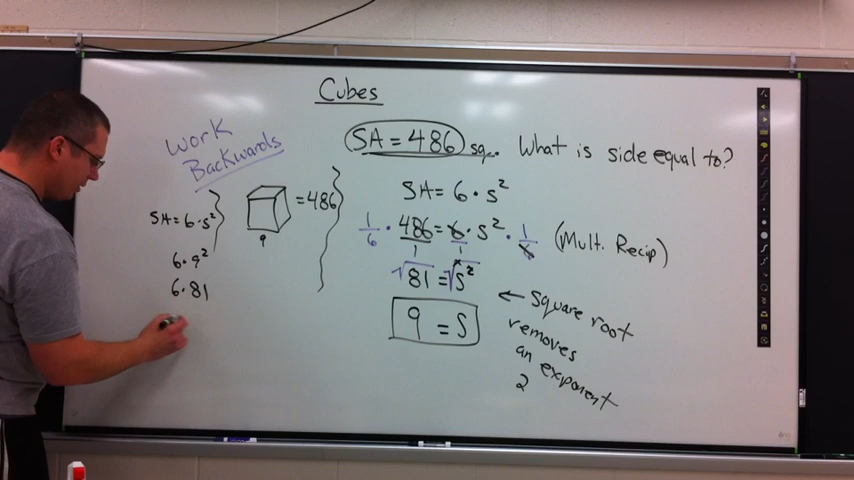 Cubes
Work
Backwards
SA = 6·s²
6·9²
6·81
= 486
9
SA = 486 sq. What is side equal to?
SA = 6 · s²
1/6 · 486/1 = 6/1 · s² · 1/6 (Mult. Recip)
√81 = √s²
9 = s
← Square root
removes
an exponent
2